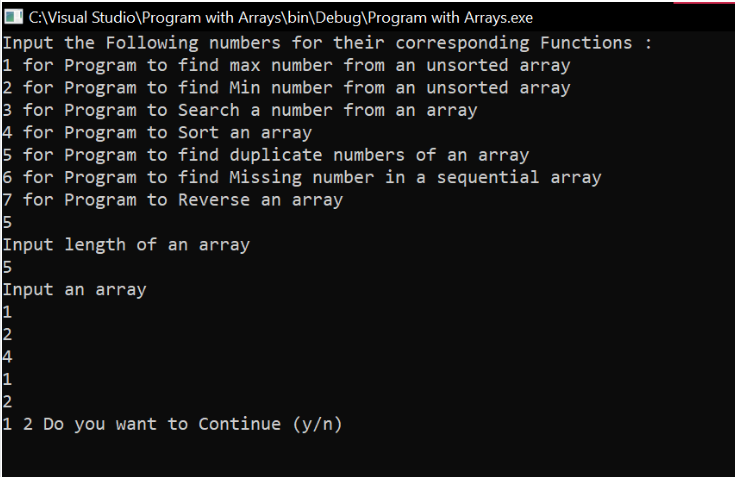 C:\Visual Studio\Program with Arrays\bin\Debug\Program with Arrays.exe
Input the Following numbers for their corresponding Functions :
1 for Program to find max number from an unsorted array
2 for Program to find Min number from an unsorted array
3 for Program to Search a number from an array
4 for Program to Sort an array
5 for Program to find duplicate numbers of an array
6 for Program to find Missing number in a sequential array
7 for Program to Reverse an array
5
Input length of an array
5
Input an array
1
2
4
1
2
1 2 Do you want to Continue (y/n)